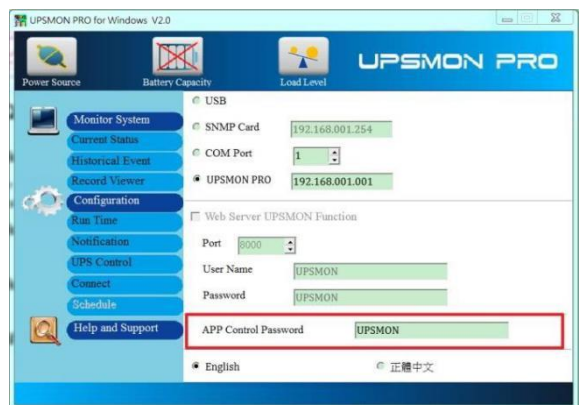 UPSMON PRO for Windows V2.0
UPSMON PRO
Power Source
Battery Capacity
Load Level
Monitor System
Current Status
Historical Event
Record Viewer
Configuration
Run Time
Notification
UPS Control
Connect
Schedule
Help and Support
USB
SNMP Card 192.168.001.254
COM Port 1
UPSMON PRO 192.168.001.001
Web Server UPSMON Function
Port 8000
User Name UPSMON
Password UPSMON
APP Control Password UPSMON
English 正體中文